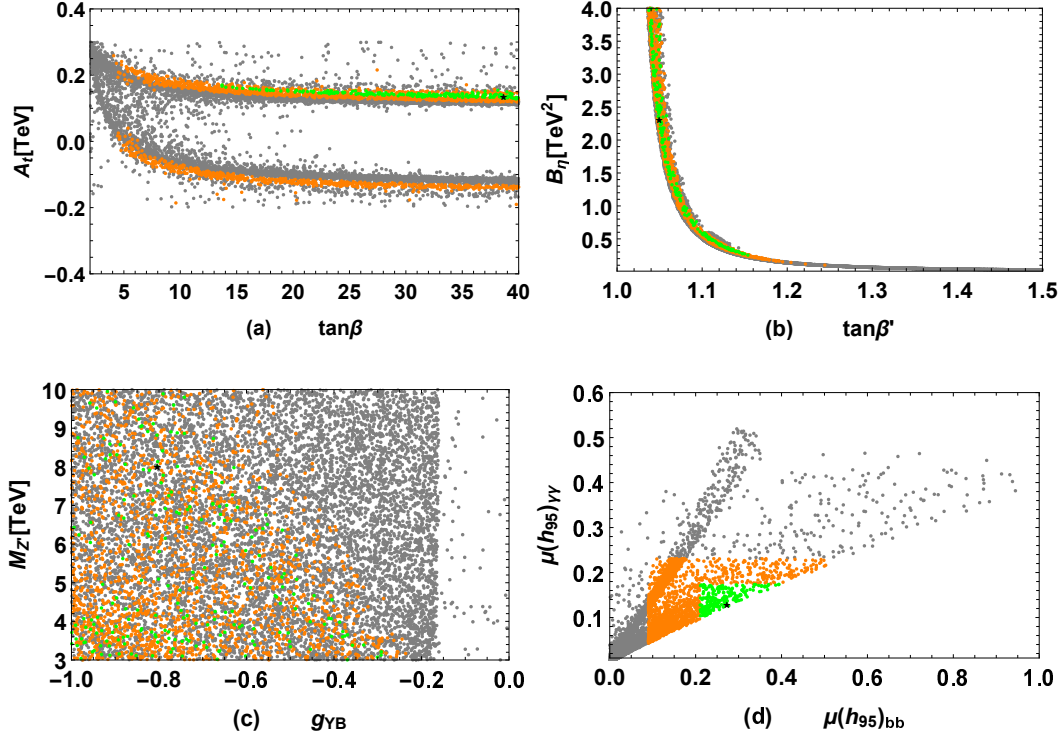 0.4
0.2
0.0
−0.2
−0.4
A_t[TeV]
5 10 15 20 25 30 35 40
(a) tanβ
4.0
3.5
3.0
2.5
2.0
1.5
1.0
0.5
B_η[TeV²]
1.0 1.1 1.2 1.3 1.4 1.5
(b) tanβ'
10
9
8
7
6
5
4
3
M_Z'[TeV]
−1.0 −0.8 −0.6 −0.4 −0.2 0.0
(c) g_YB
0.6
0.5
0.4
0.3
0.2
0.1
μ(h₉₅)_γγ
0.0 0.2 0.4 0.6 0.8 1.0
(d) μ(h₉₅)_bb